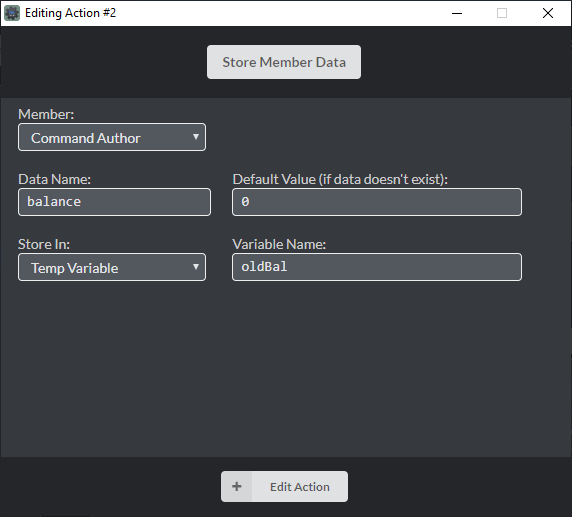 Editing Action #2
Store Member Data
Member:
Command Author
Data Name: Default Value (if data doesn't exist):
balance 0
Store In: Variable Name:
Temp Variable oldBal
+ Edit Action